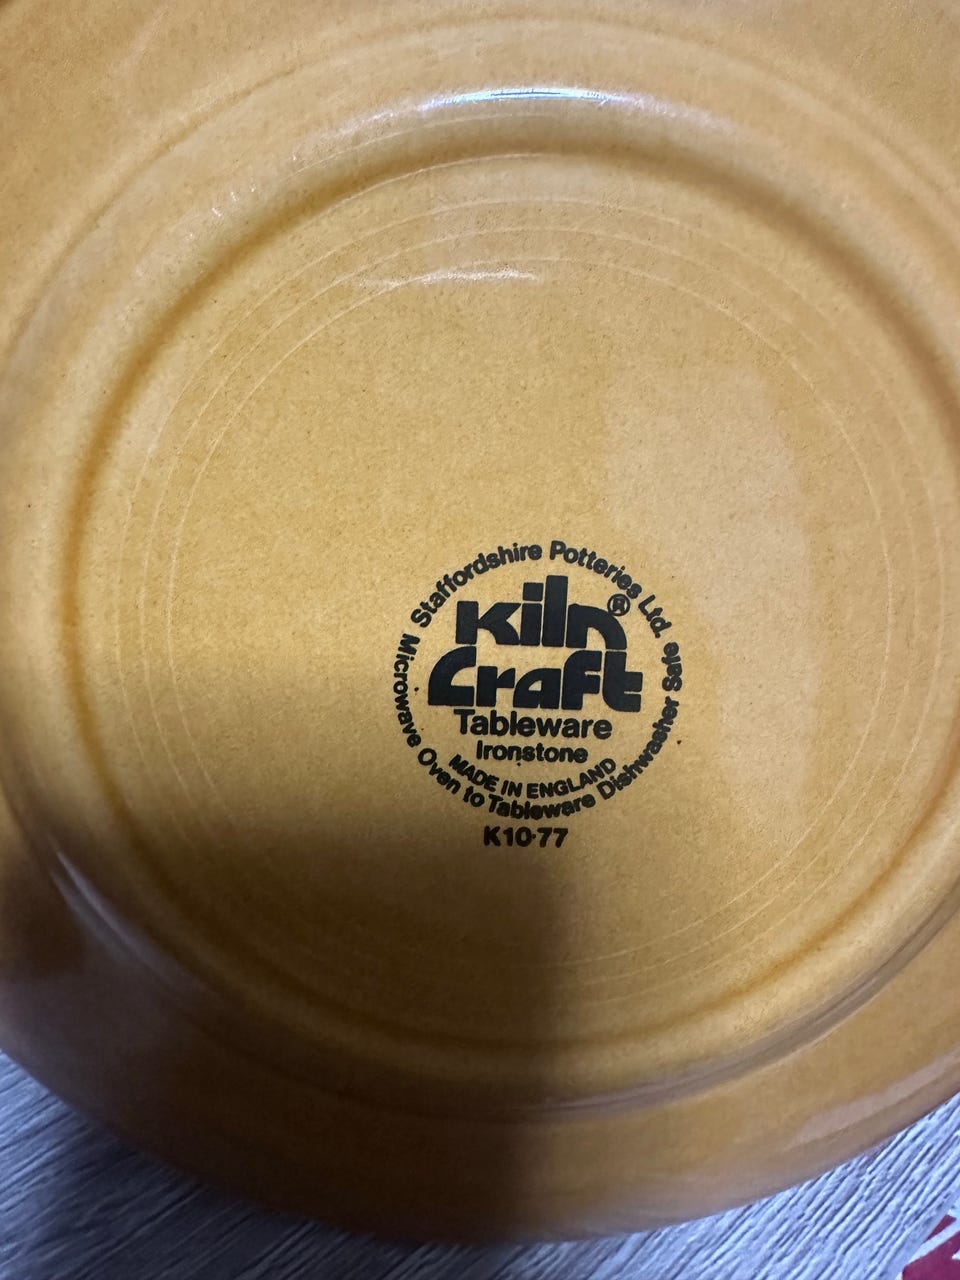 Staffordshire Potteries Ltd.
Kiln®
Craft
Tableware
Ironstone
MADE IN ENGLAND
Microwave Oven to Tableware Dishwasher Safe
K10·77